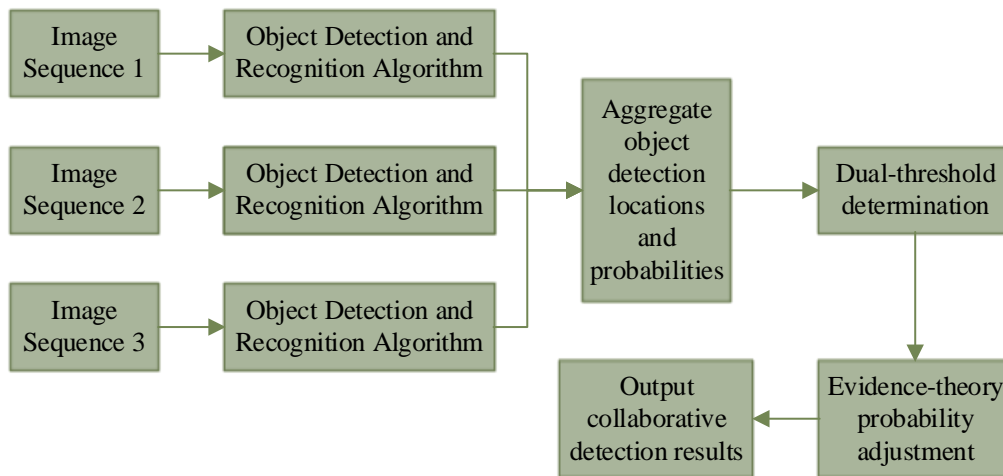 Image
Sequence 1
Object Detection and
Recognition Algorithm
Image
Sequence 2
Object Detection and
Recognition Algorithm
Image
Sequence 3
Object Detection and
Recognition Algorithm
Aggregate
object
detection
locations
and
probabilities
Dual-threshold
determination
Evidence-theory
probability
adjustment
Output
collaborative
detection results